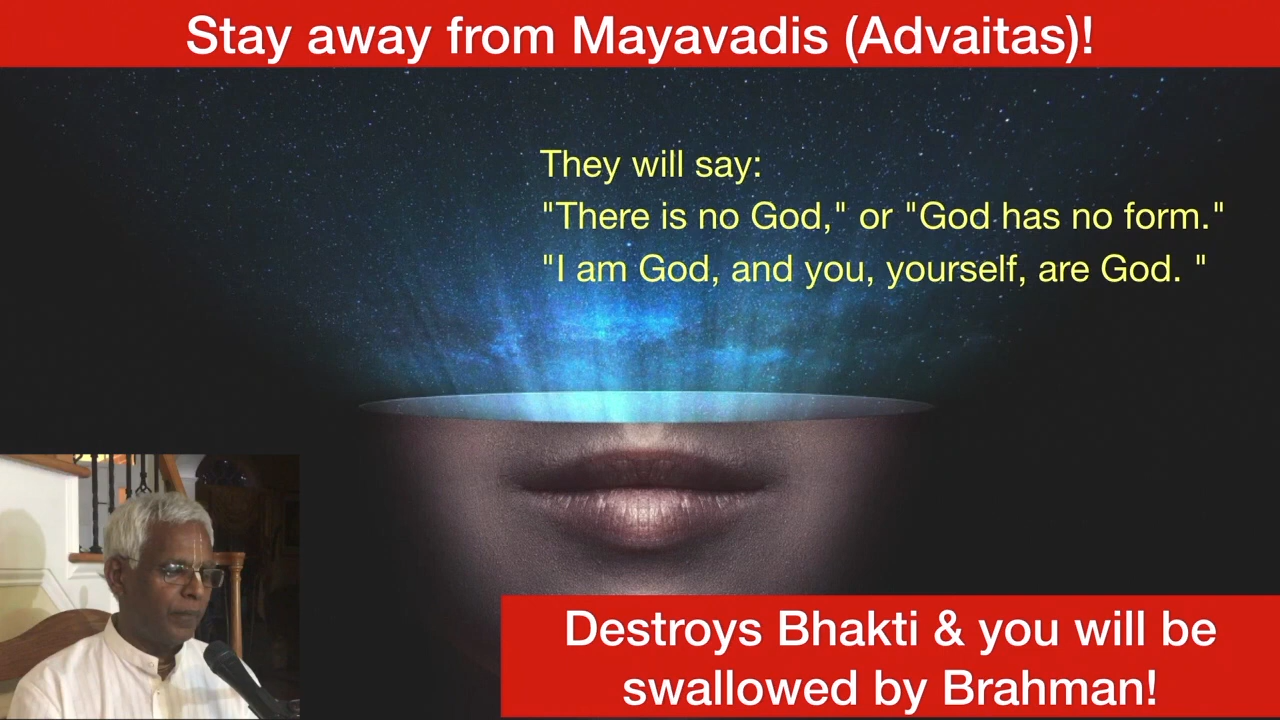 Stay away from Mayavadis (Advaitas)!
They will say:
"There is no God," or "God has no form."
"I am God, and you, yourself, are God. "
Destroys Bhakti & you will be
swallowed by Brahman!